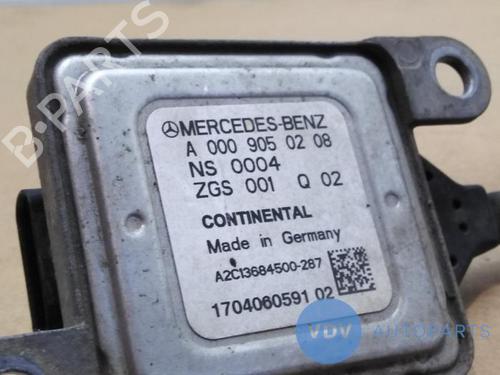 B-PARTS
MERCEDES-BENZ
A 000 905 02 08
NS 0004
ZGS 001 Q 02
CONTINENTAL
Made in Germany
A2C13684500-287
1704060591 02
VDV AUTOPARTS